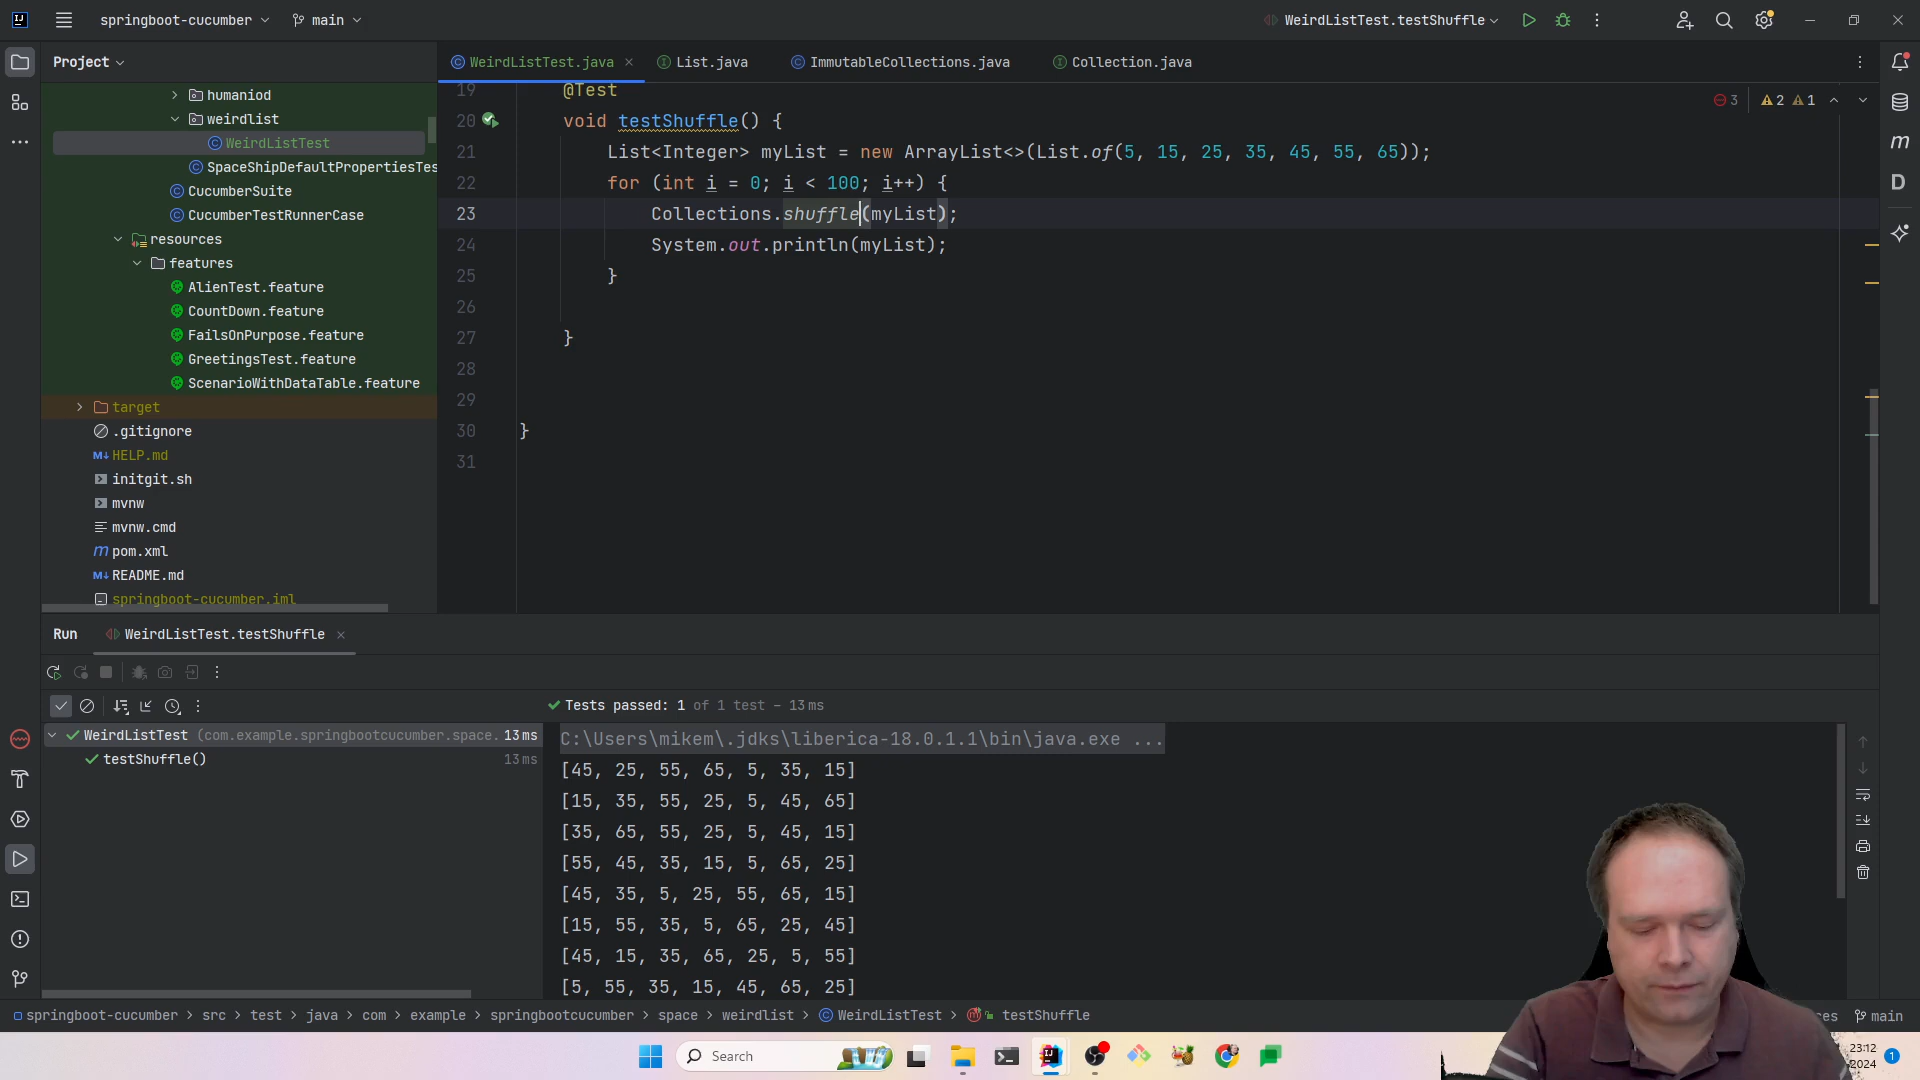 springboot-cucumber
main
WeirdListTest.testShuffle
Project
WeirdListTest.java
List.java
ImmutableCollections.java
Collection.java
humaniod
weirdlist
WeirdListTest
SpaceShipDefaultPropertiesTes
CucumberSuite
CucumberTestRunnerCase
resources
features
AlienTest.feature
CountDown.feature
FailsOnPurpose.feature
GreetingsTest.feature
ScenarioWithDataTable.feature
target
.gitignore
HELP.md
initgit.sh
mvnw
mvnw.cmd
pom.xml
README.md
springboot-cucumber.iml
3 2 1
19 @Test
20 void testShuffle() {
21 List<Integer> myList = new ArrayList<>(List.of(5, 15, 25, 35, 45, 55, 65));
22 for (int i = 0; i < 100; i++) {
23 Collections.shuffle(myList);
24 System.out.println(myList);
25 }
26
27 }
28
29
30 }
31
Run WeirdListTest.testShuffle
Tests passed: 1 of 1 test – 13 ms
WeirdListTest (com.example.springbootcucumber.space. 13 ms
testShuffle() 13 ms
C:\Users\mikem\.jdks\liberica-18.0.1.1\bin\java.exe ...
[45, 25, 55, 65, 5, 35, 15]
[15, 35, 55, 25, 5, 45, 65]
[35, 65, 55, 25, 5, 45, 15]
[55, 45, 35, 15, 5, 65, 25]
[45, 35, 5, 25, 55, 65, 15]
[15, 55, 35, 5, 65, 25, 45]
[45, 15, 35, 65, 25, 5, 55]
[5, 55, 35, 15, 45, 65, 25]
springboot-cucumber > src > test > java > com > example > springbootcucumber > space > weirdlist > WeirdListTest > testShuffle
main
Search
23:12
2024
1